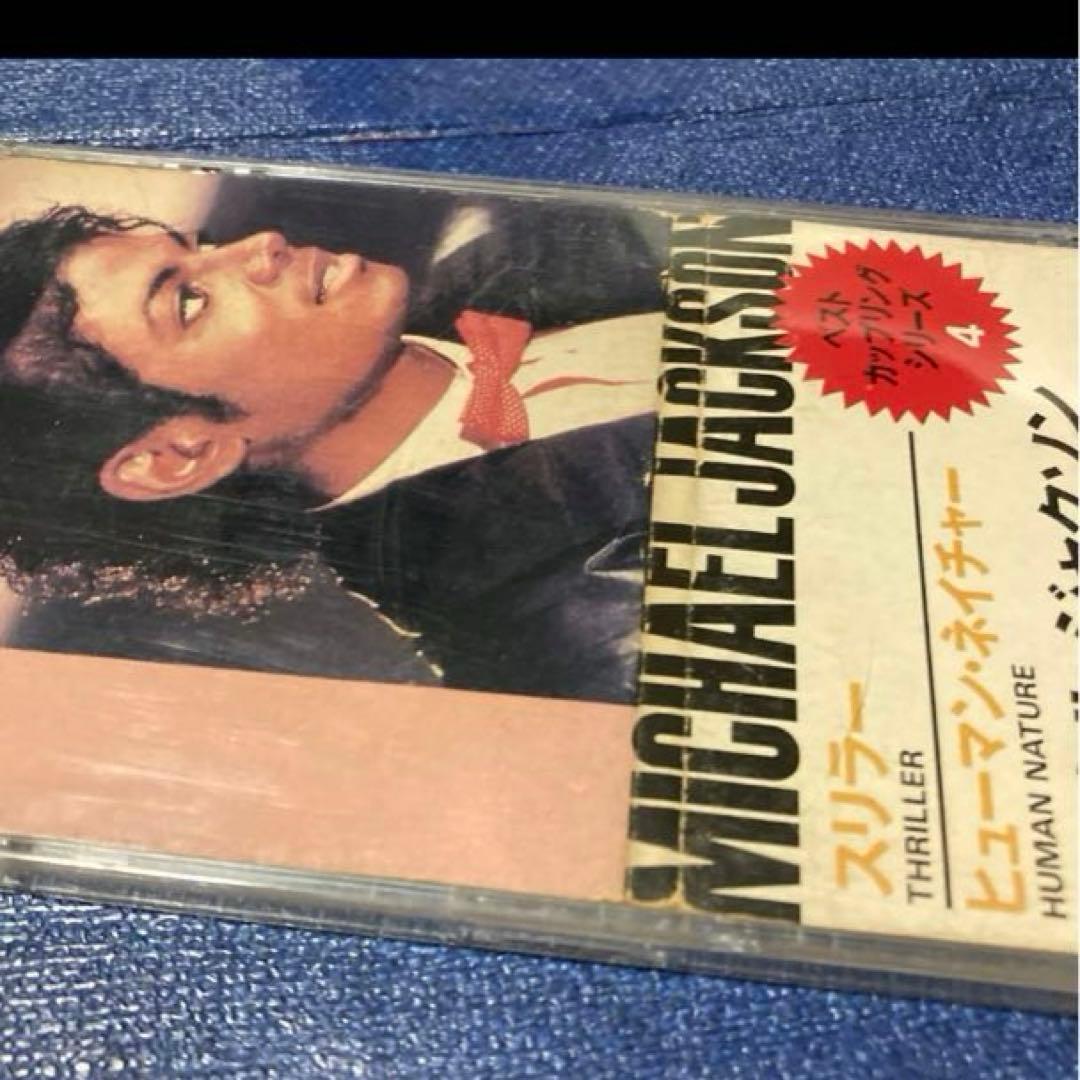 MICHAEL JACKSON
ベスト
カップリング
シリーズ
4
スリラー
THRILLER
ヒューマン・ネイチャー
HUMAN NATURE
ジャクソン